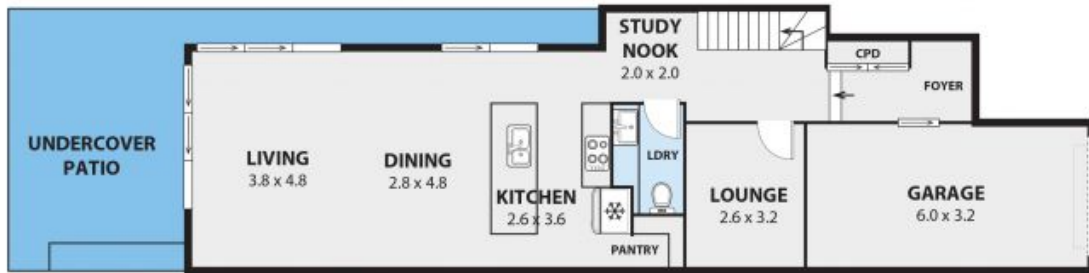 STUDY
NOOK
2.0 x 2.0
CPD
FOYER
UNDERCOVER
PATIO
LIVING
3.8 x 4.8
DINING
2.8 x 4.8
KITCHEN
2.6 x 3.6
LDRY
PANTRY
LOUNGE
2.6 x 3.2
GARAGE
6.0 x 3.2